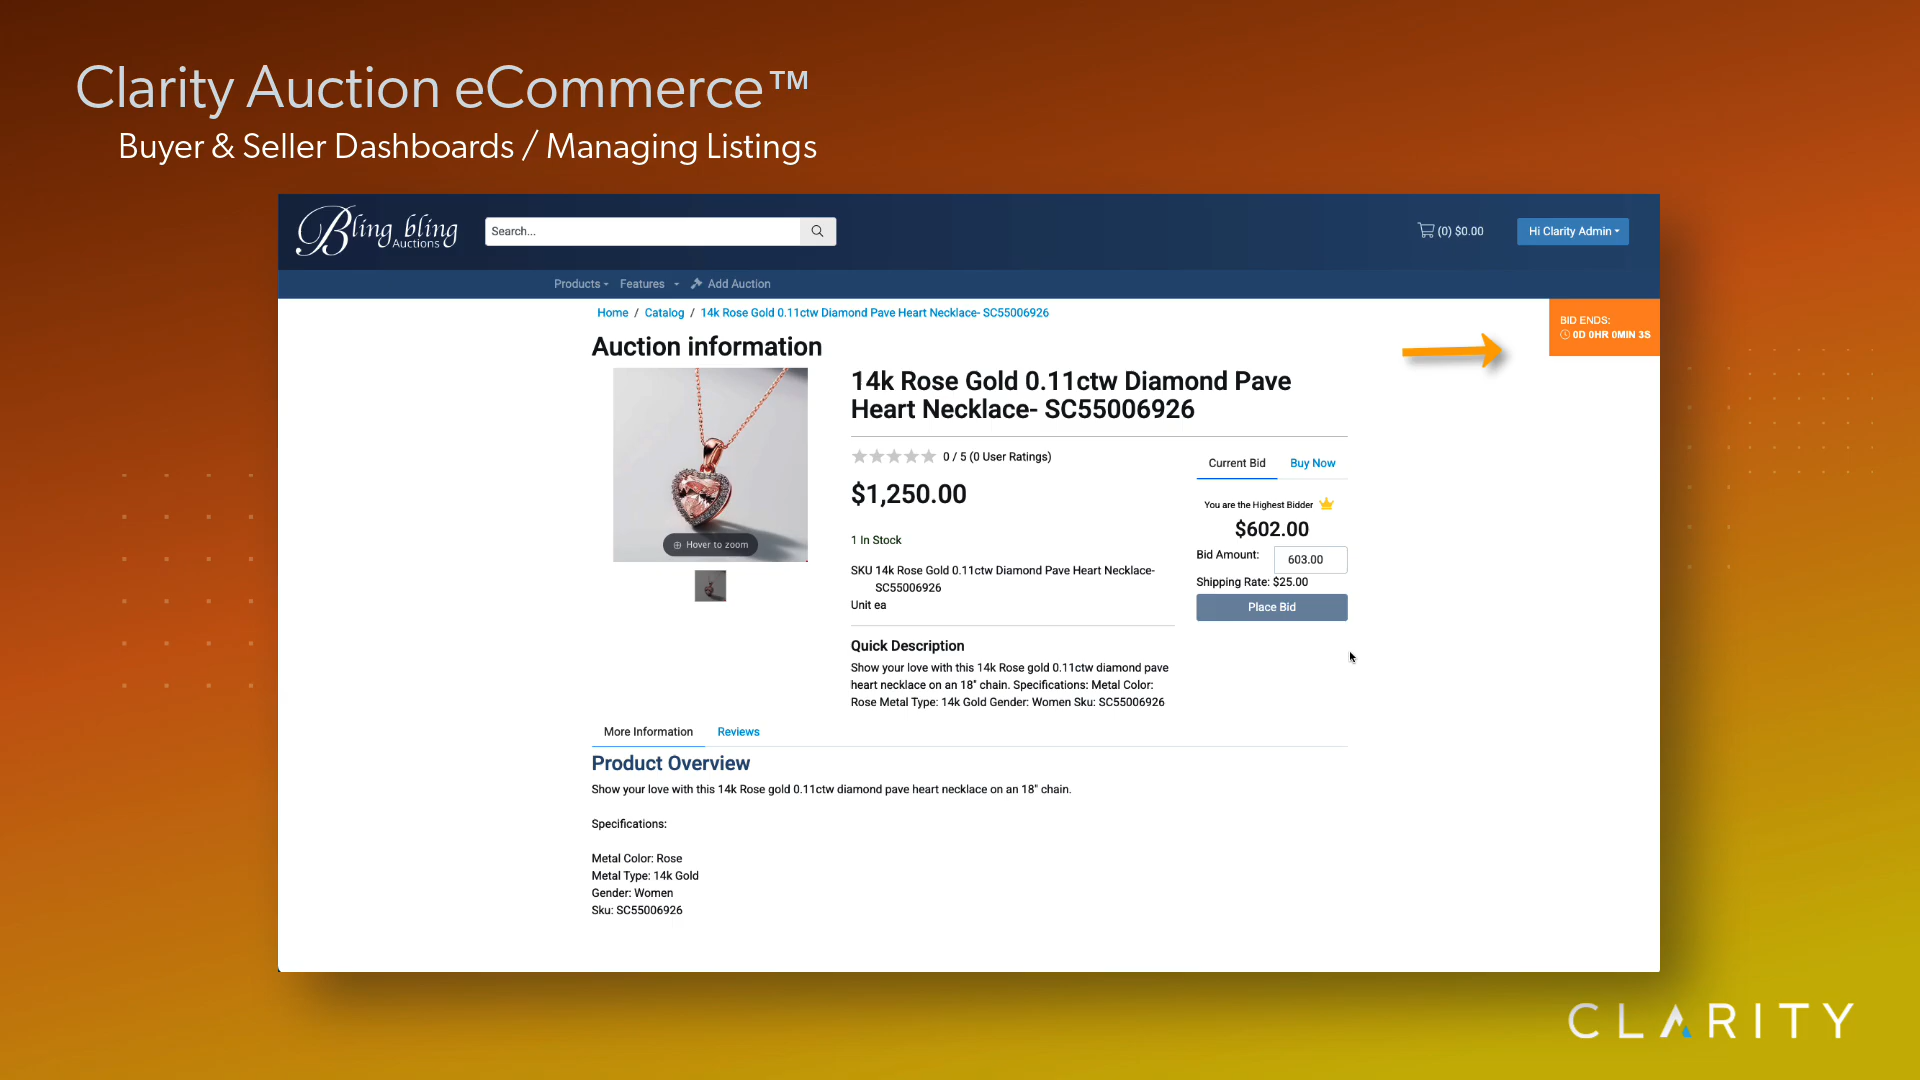 Clarity Auction eCommerce™
Buyer & Seller Dashboards / Managing Listings
Bling bling
Auctions
Search...
(0) $0.00
Hi Clarity Admin
Products
Features
Add Auction
Home / Catalog / 14k Rose Gold 0.11ctw Diamond Pave Heart Necklace- SC55006926
BID ENDS:
0D 0HR 0MIN 3S
Auction information
14k Rose Gold 0.11ctw Diamond Pave
Heart Necklace- SC55006926
0 / 5 (0 User Ratings)
Current Bid
Buy Now
$1,250.00
You are the Highest Bidder
$602.00
1 In Stock
Bid Amount:
603.00
Shipping Rate: $25.00
Place Bid
Hover to zoom
SKU 14k Rose Gold 0.11ctw Diamond Pave Heart Necklace-
SC55006926
Unit ea
Quick Description
Show your love with this 14k Rose gold 0.11ctw diamond pave
heart necklace on an 18" chain. Specifications: Metal Color:
Rose Metal Type: 14k Gold Gender: Women Sku: SC55006926
More Information
Reviews
Product Overview
Show your love with this 14k Rose gold 0.11ctw diamond pave heart necklace on an 18" chain.
Specifications:
Metal Color: Rose
Metal Type: 14k Gold
Gender: Women
Sku: SC55006926
CLARITY